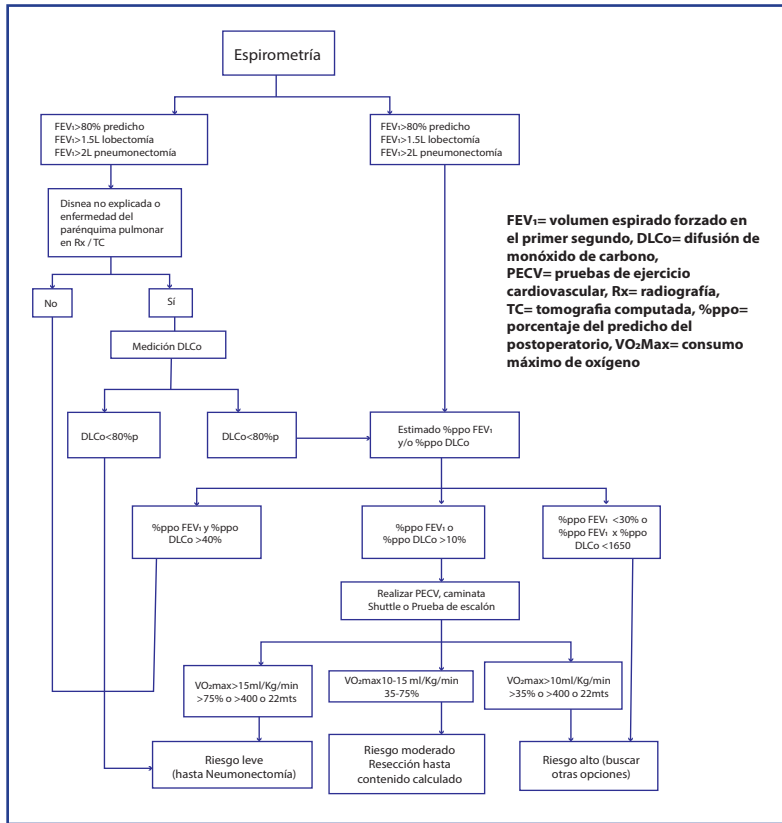 Espirometría
FEV₁>80% predicho
FEV₁>1.5L lobectomía
FEV₁>2L pneumonectomía
FEV₁>80% predicho
FEV₁>1.5L lobectomía
FEV₁>2L pneumonectomía
Disnea no explicada o
enfermedad del
parénquima pulmonar
en Rx / TC
FEV₁= volumen espirado forzado en
el primer segundo, DLCo= difusión de
monóxido de carbono,
PECV= pruebas de ejercicio
cardiovascular, Rx= radiografía,
TC= tomografia computada, %ppo=
porcentaje del predicho del
postoperatorio, VO₂Max= consumo
máximo de oxígeno
No
Sí
Medición DLCo
DLCo<80%p
DLCo<80%p
Estimado %ppo FEV₁
y/o %ppo DLCo
%ppo FEV₁ y %ppo
DLCo >40%
%ppo FEV₁ o
%ppo DLCo >10%
%ppo FEV₁ <30% o
%ppo FEV₁ x %ppo
DLCo <1650
Realizar PECV, caminata
Shuttle o Prueba de escalón
VO₂max>15ml/Kg/min
>75% o >400 o 22mts
VO₂max10-15 ml/Kg/min
35-75%
VO₂max>10ml/Kg/min
>35% o >400 o 22mts
Riesgo leve
(hasta Neumonectomía)
Riesgo moderado
Resección hasta
contenido calculado
Riesgo alto (buscar
otras opciones)